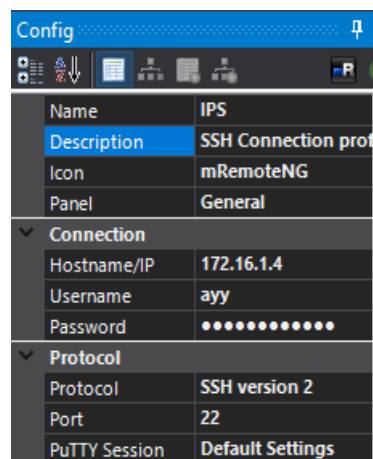 Config
Name IPS
Description SSH Connection prof
Icon mRemoteNG
Panel General
Connection
Hostname/IP 172.16.1.4
Username ayy
Password ●●●●●●●●●●●●
Protocol
Protocol SSH version 2
Port 22
PuTTY Session Default Settings